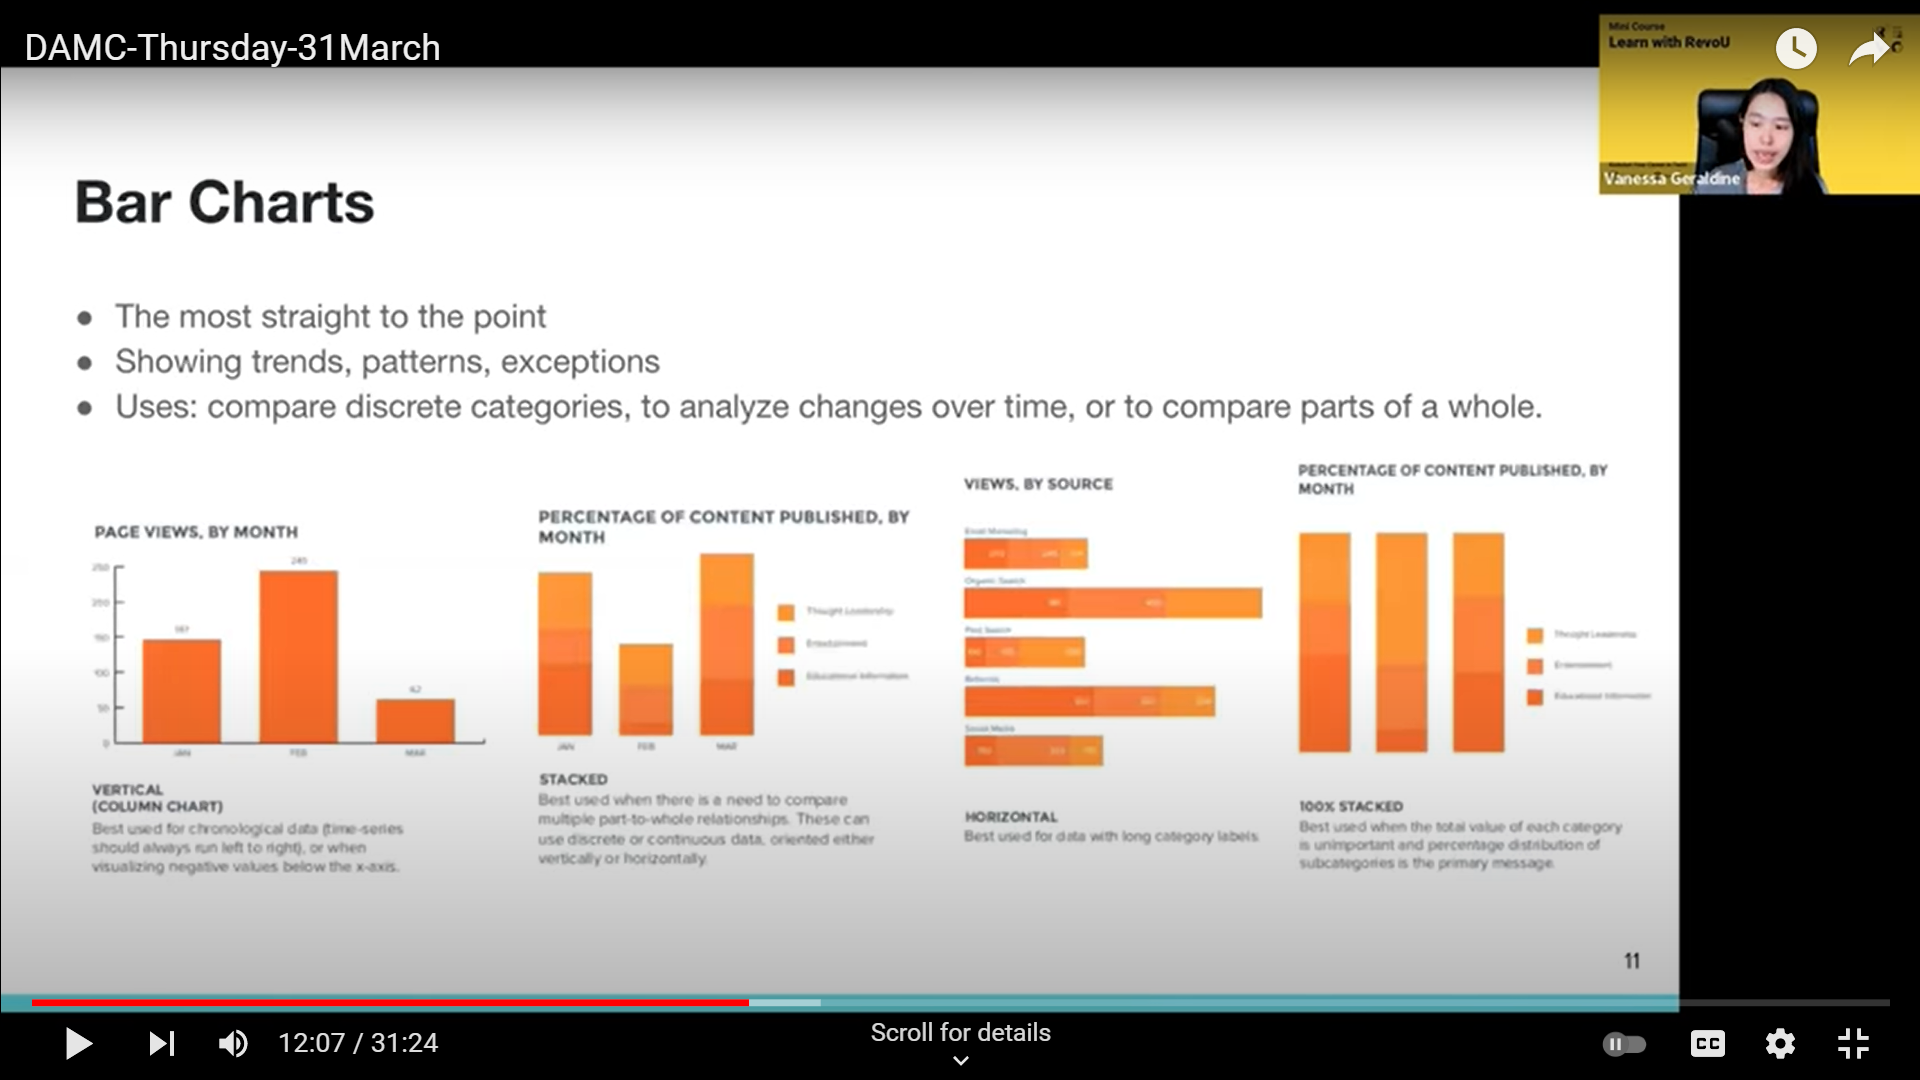 DAMC-Thursday-31March
Mini Course
Learn with RevoU
Vanessa Geraldine
Bar Charts
● The most straight to the point
● Showing trends, patterns, exceptions
● Uses: compare discrete categories, to analyze changes over time, or to compare parts of a whole.
PAGE VIEWS, BY MONTH
250
200
150
100
50
0
JAN
FEB
MAR
VERTICAL
(COLUMN CHART)
Best used for chronological data (time-series
should always run left to right), or when
visualizing negative values below the x-axis.
PERCENTAGE OF CONTENT PUBLISHED, BY
MONTH
Thought Leadership
Entertainment
Educational Information
JAN
FEB
MAR
STACKED
Best used when there is a need to compare
multiple part-to-whole relationships. These can
use discrete or continuous data, oriented either
vertically or horizontally.
VIEWS, BY SOURCE
Email Marketing
Organic Search
Paid Search
Referrals
Social Media
HORIZONTAL
Best used for data with long category labels.
PERCENTAGE OF CONTENT PUBLISHED, BY
MONTH
Thought Leadership
Entertainment
Educational Information
100% STACKED
Best used when the total value of each category
is unimportant and percentage distribution of
subcategories is the primary message.
11
12:07 / 31:24
Scroll for details
CC